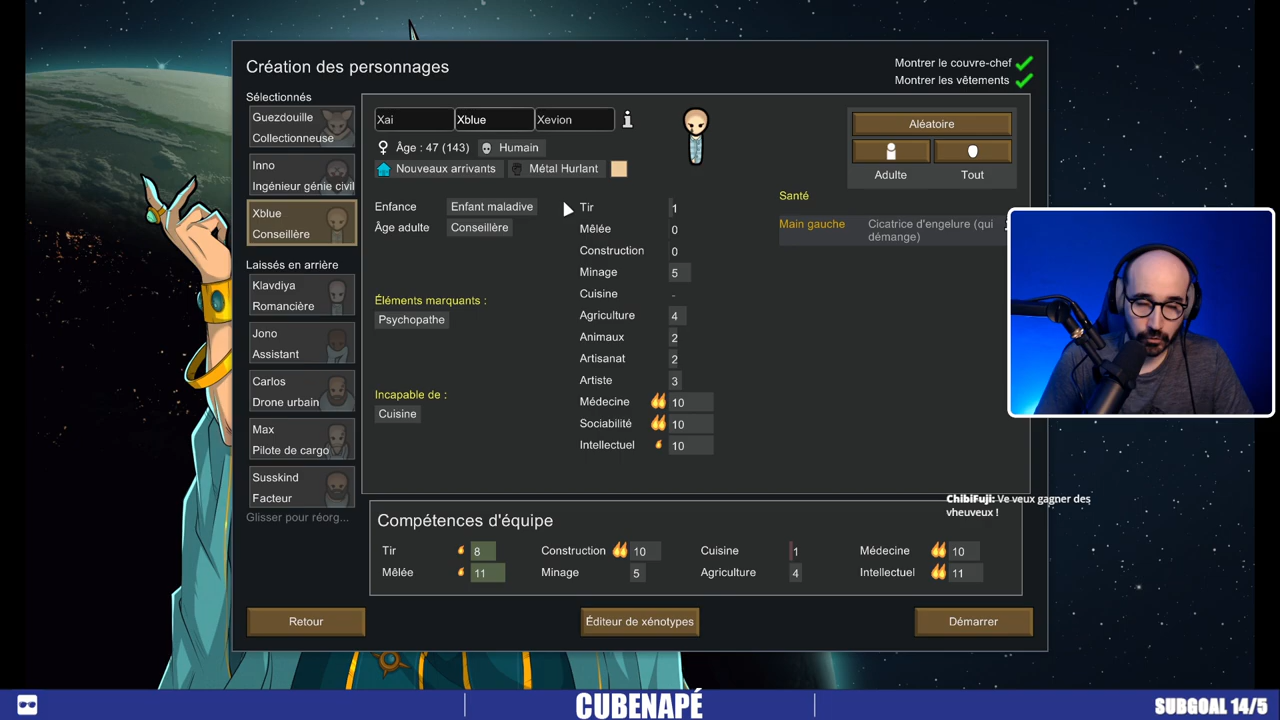 Création des personnages
Montrer le couvre-chef
Montrer les vêtements
Sélectionnés
Guezdouille
Collectionneuse
Inno
Ingénieur génie civil
Xblue
Conseillère
Laissés en arrière
Klavdiya
Romancière
Jono
Assistant
Carlos
Drone urbain
Max
Pilote de cargo
Susskind
Facteur
Glisser pour réorg...
Xai Xblue Xevion
Âge : 47 (143) Humain
Nouveaux arrivants Métal Hurlant
Enfance Enfant maladive
Âge adulte Conseillère
Éléments marquants :
Psychopathe
Incapable de :
Cuisine
Tir 1
Mêlée 0
Construction 0
Minage 5
Cuisine -
Agriculture 4
Animaux 2
Artisanat 2
Artiste 3
Médecine 10
Sociabilité 10
Intellectuel 10
Aléatoire
Adulte Tout
Santé
Main gauche Cicatrice d'engelure (qui
démange)
ChibiFuji: Ve veux gagner des
vheuveux !
Compétences d'équipe
Tir 8 Construction 10 Cuisine 1 Médecine 10
Mêlée 11 Minage 5 Agriculture 4 Intellectuel 11
Retour Éditeur de xénotypes Démarrer
CUBENAPÉ
SUBGOAL 14/5